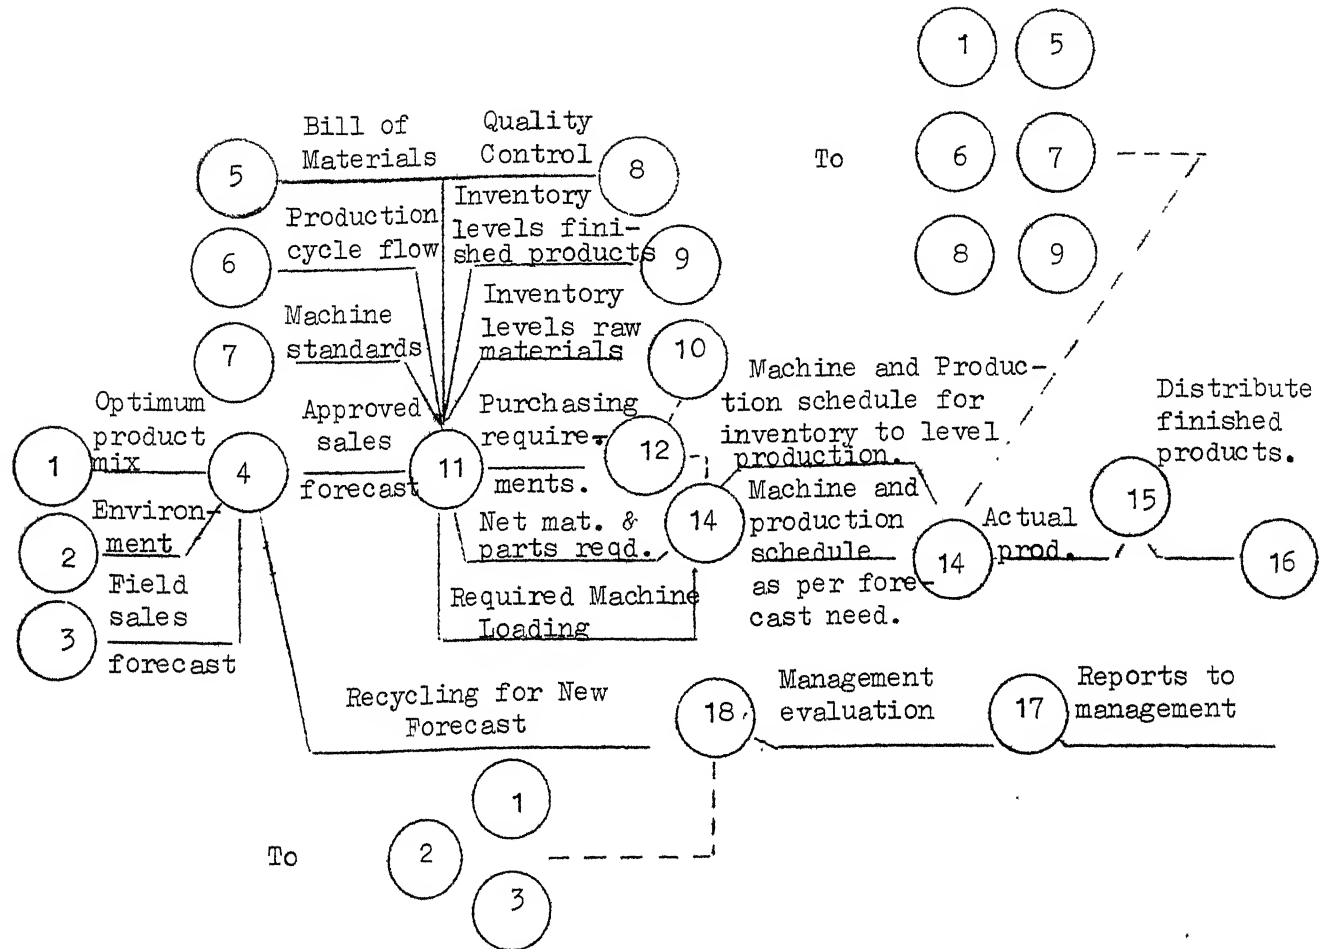 1 5
6 7
8 9
To
Bill of
Materials
Quality
Control
5
8
Production
cycle flow
6
Inventory
levels fini-
shed products
9
Machine
standards
7
Inventory
levels raw
materials
10
Optimum
product
mix
1
4
Environ-
ment
2
Field
sales
forecast
3
Approved
sales
forecast
11
Purchasing
require-
ments.
12
Net mat. &
parts reqd.
14
Required Machine
Loading
Machine and Produc-
tion schedule for
inventory to level
production.
Machine and
production
schedule
as per fore-
cast need.
14
Actual
prod.
15
Distribute
finished
products.
16
Recycling for New
Forecast
18
Management
evaluation
17
Reports to
management
To
1
2
3